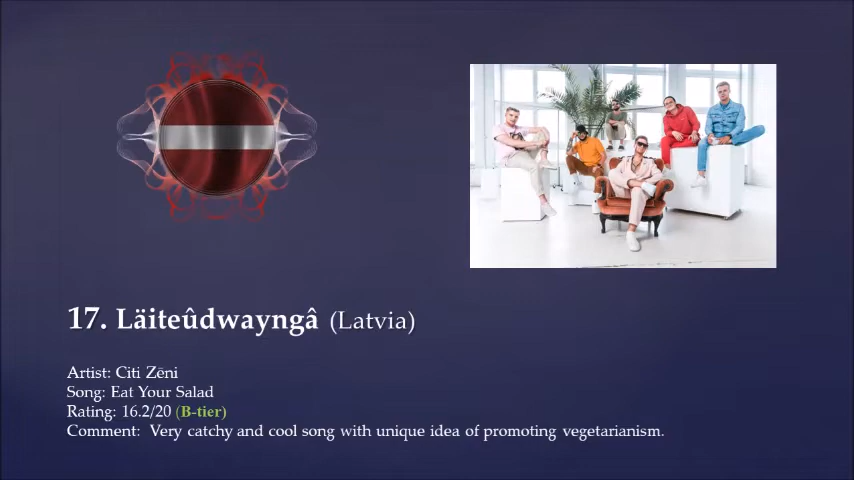 17. Läiteûdwayngâ (Latvia)
Artist: Citi Zēni
Song: Eat Your Salad
Rating: 16.2/20 (B-tier)
Comment:  Very catchy and cool song with unique idea of promoting vegetarianism.